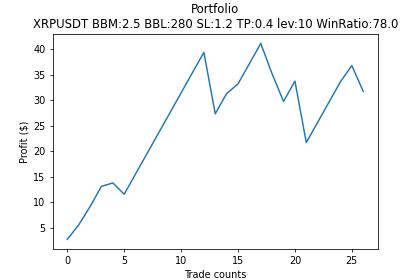 Portfolio
XRPUSDT BBM:2.5 BBL:280 SL:1.2 TP:0.4 lev:10 WinRatio:78.0
40
35
30
25
20
15
10
5
Profit ($)
0 5 10 15 20 25
Trade counts